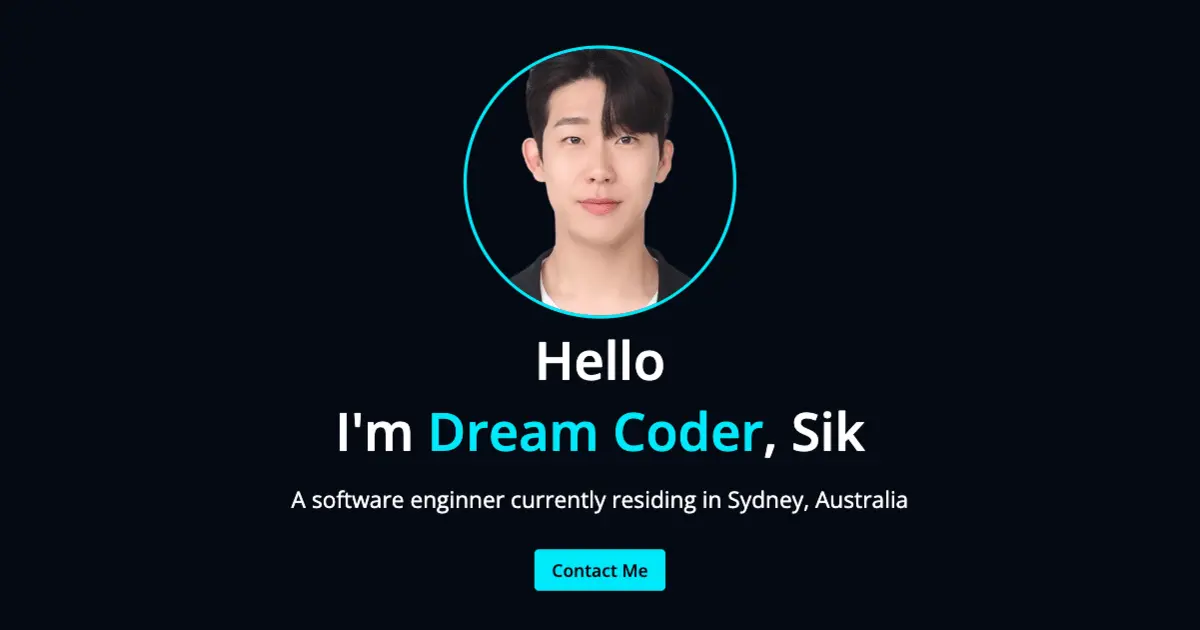 Hello
I'm Dream Coder, Sik
A software enginner currently residing in Sydney, Australia
Contact Me